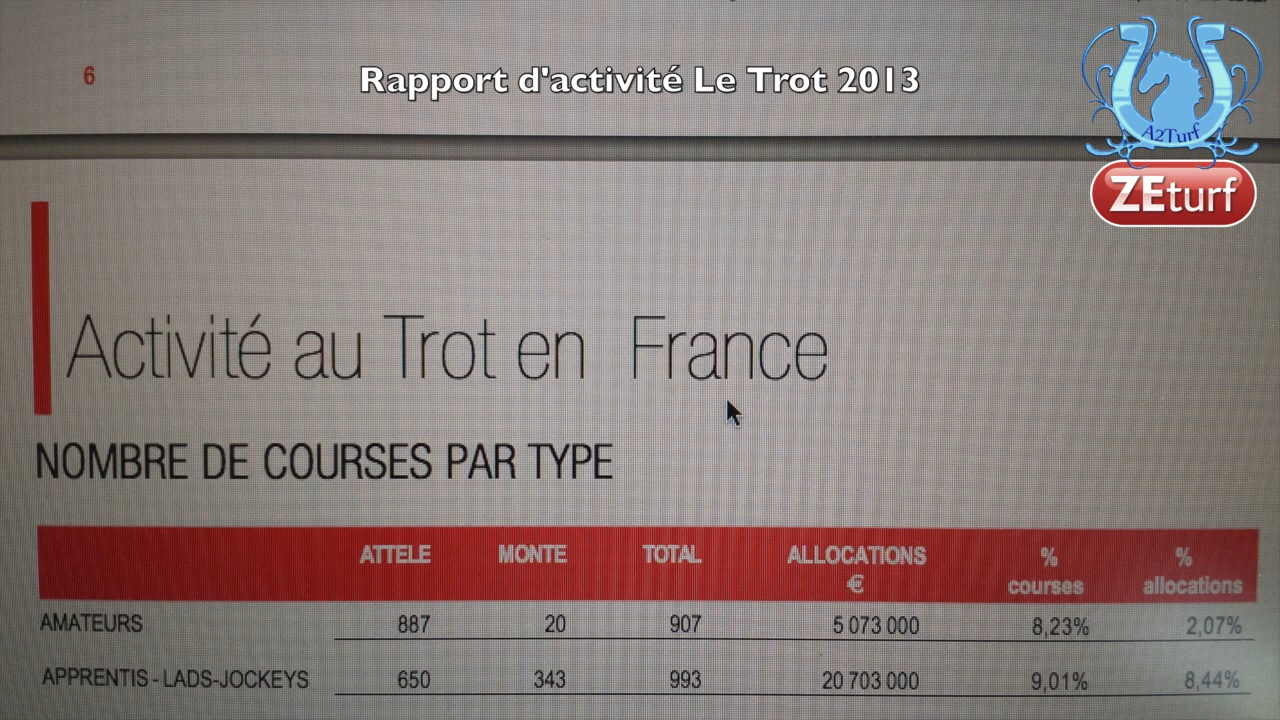 6
Rapport d'activité Le Trot 2013
A2Turf
ZEturf
Activité au Trot en France
NOMBRE DE COURSES PAR TYPE
ATTELE MONTE TOTAL ALLOCATIONS € % courses % allocations
AMATEURS 887 20 907 5 073 000 8,23% 2,07%
APPRENTIS - LADS-JOCKEYS 650 343 993 20 703 000 9,01% 8,44%